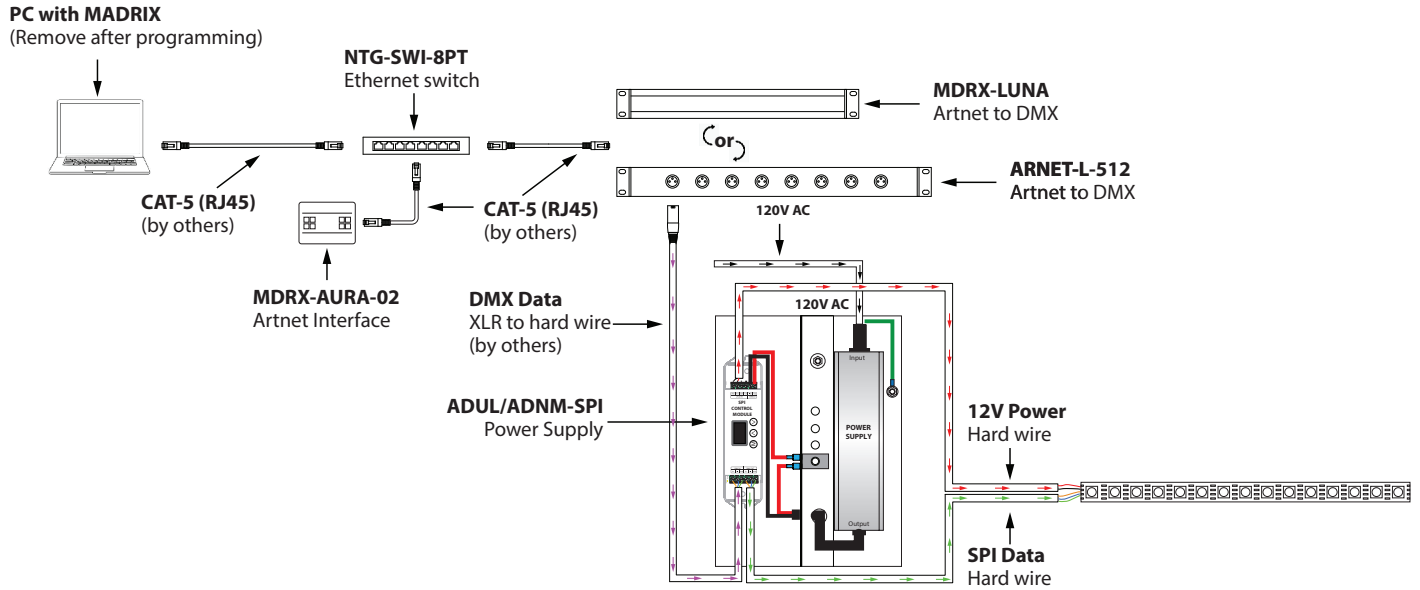 PC with MADRIX
(Remove after programming)
NTG-SWI-8PT
Ethernet switch
MDRX-LUNA
Artnet to DMX
or
ARNET-L-512
Artnet to DMX
CAT-5 (RJ45)
(by others)
CAT-5 (RJ45)
(by others)
120V AC
MDRX-AURA-02
Artnet Interface
DMX Data
XLR to hard wire
(by others)
120V AC
Input
SPI
CONTROL
MODULE
ADUL/ADNM-SPI
Power Supply
POWER
SUPPLY
12V Power
Hard wire
Output
SPI Data
Hard wire